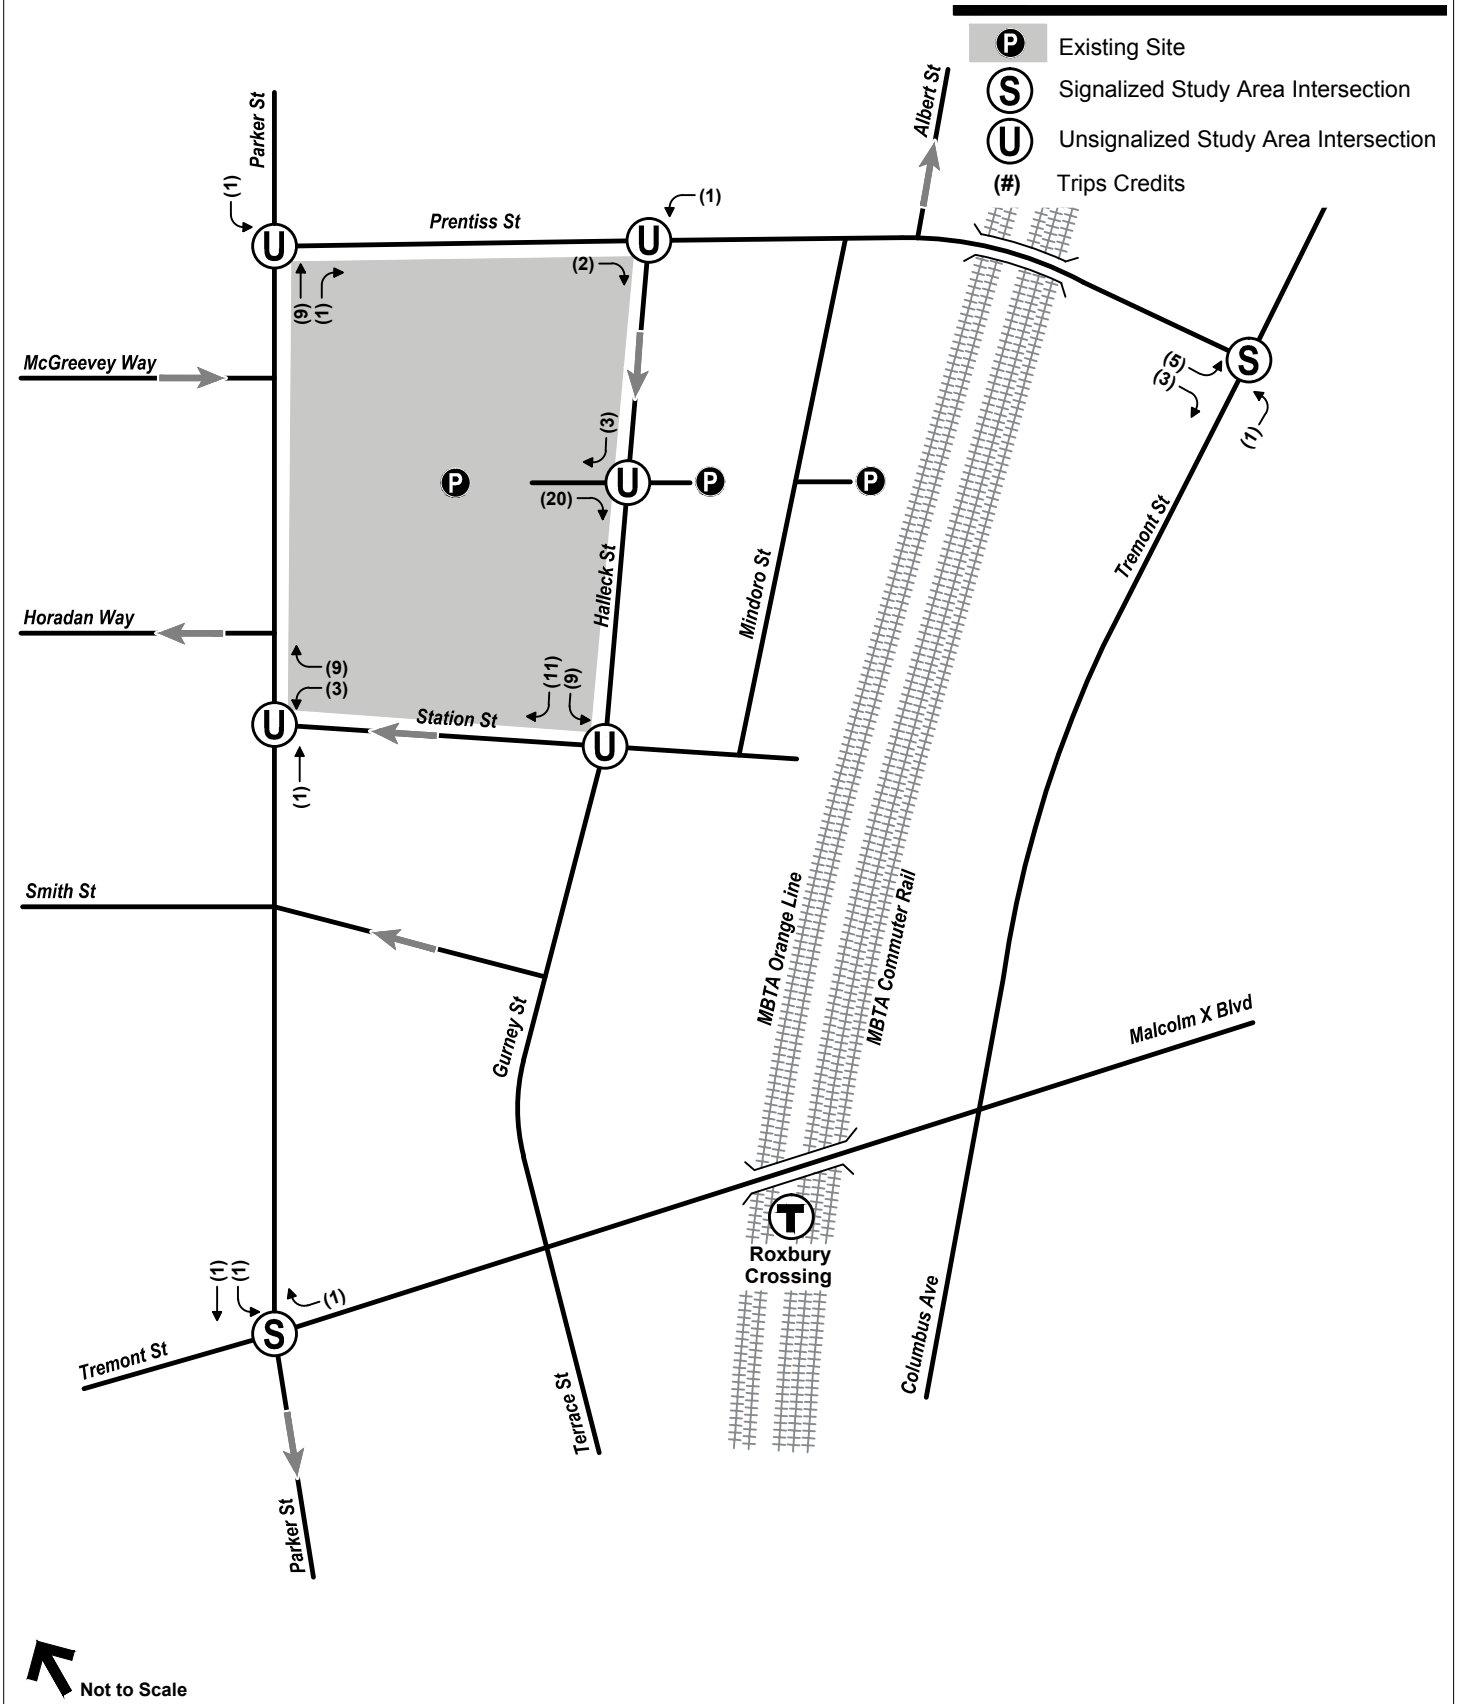 P Existing Site
S Signalized Study Area Intersection
U Unsignalized Study Area Intersection
(#) Trips Credits
Parker St
Albert St
(1)
(1)
Prentiss St
U
U
(2)
(9)
(1)
McGreevey Way
(5)
(3)
S
(1)
(3)
P
U
P
P
(20)
Tremont St
Halleck St
Mindoro St
Horadan Way
(9)
(3)
(11)
(9)
Station St
U
U
(1)
Smith St
MBTA Orange Line
MBTA Commuter Rail
Gurney St
Malcolm X Blvd
T
Roxbury
Crossing
(1)
(1)
(1)
S
Tremont St
Columbus Ave
Terrace St
Parker St
Not to Scale